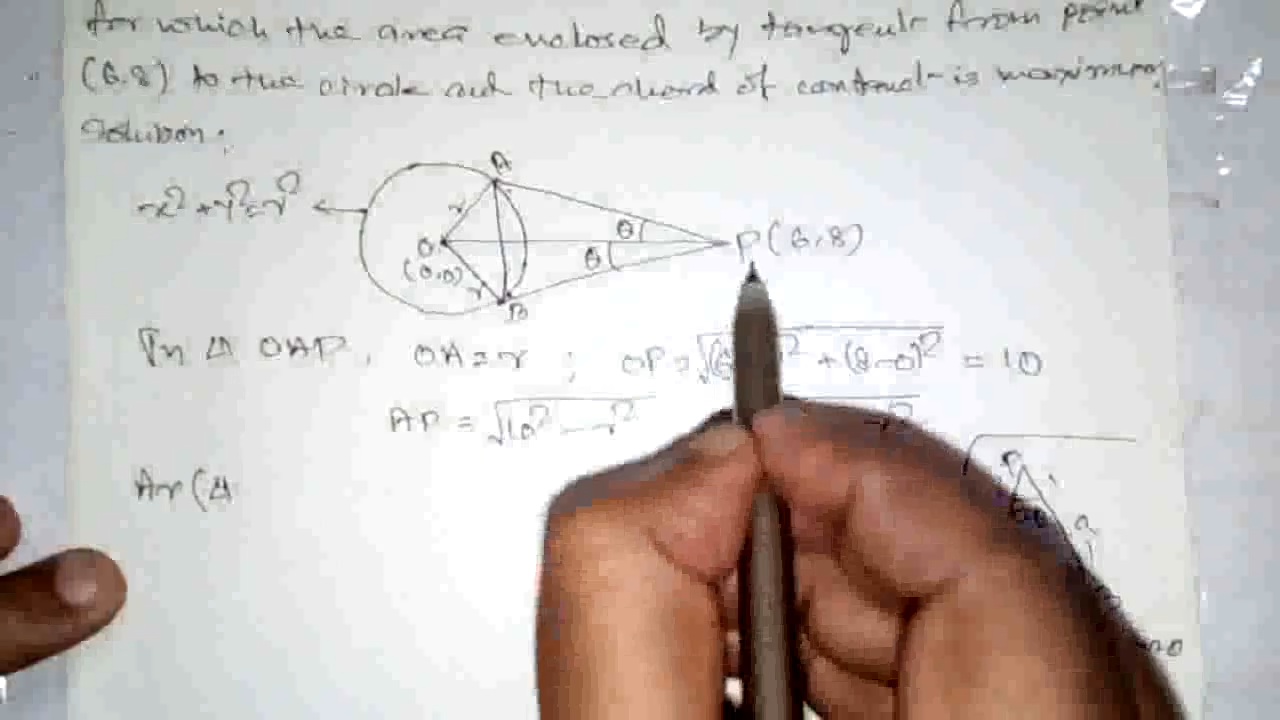 for which the area enclosed by tangents from point
(6.8) to the circle and the chord of contact is maximum
Solution:
x² + y² = r²
A
r
θ
P(6,8)
O
(0,0)
θ
r
B
In Δ OAP, OA = r ; OP = √(6 )² + (8-0)² = 10
AP = √10² - r²
Ar (Δ